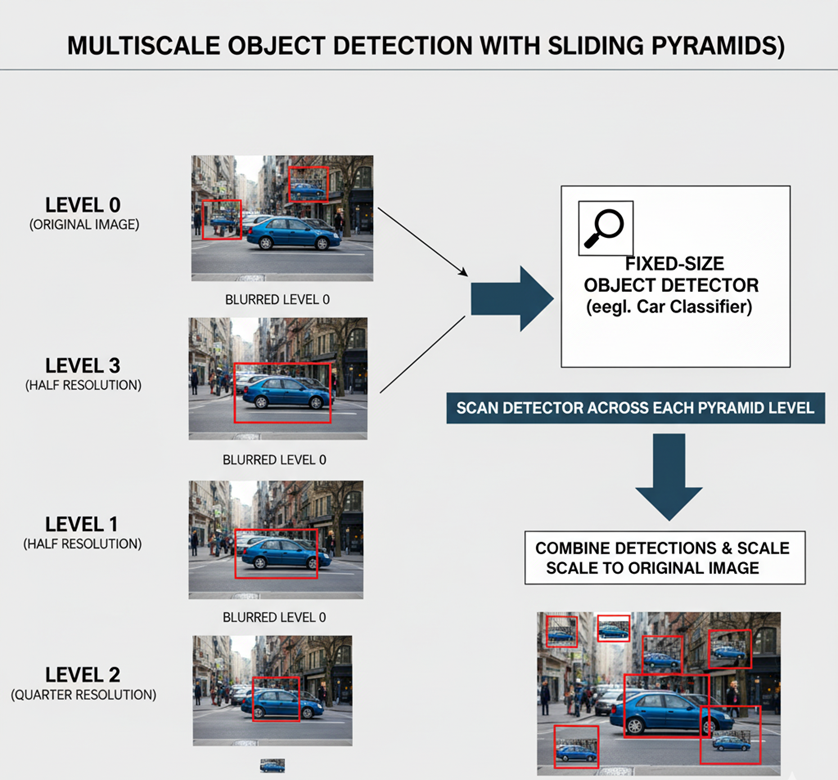 MULTISCALE OBJECT DETECTION WITH SLIDING PYRAMIDS)
LEVEL 0
(ORIGINAL IMAGE)
BLURRED LEVEL 0
LEVEL 3
(HALF RESOLUTION)
BLURRED LEVEL 0
LEVEL 1
(HALF RESOLUTION)
BLURRED LEVEL 0
LEVEL 2
(QUARTER RESOLUTION)
FIXED-SIZE
OBJECT DETECTOR
(eegl. Car Classifier)
SCAN DETECTOR ACROSS EACH PYRAMID LEVEL
COMBINE DETECTIONS & SCALE
SCALE TO ORIGINAL IMAGE